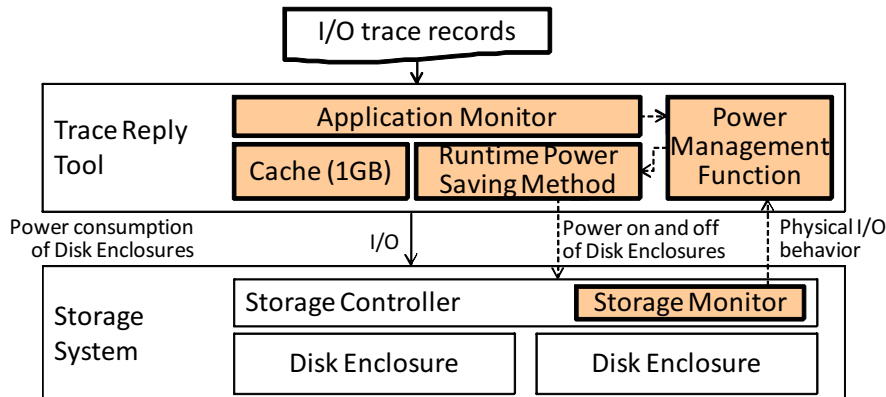 I/O trace records
Trace Reply
Tool
Application Monitor
Cache (1GB)
Runtime Power
Saving Method
Power
Management
Function
Power consumption
of Disk Enclosures
I/O
Power on and off
of Disk Enclosures
Physical I/O
behavior
Storage
System
Storage Controller
Storage Monitor
Disk Enclosure
Disk Enclosure